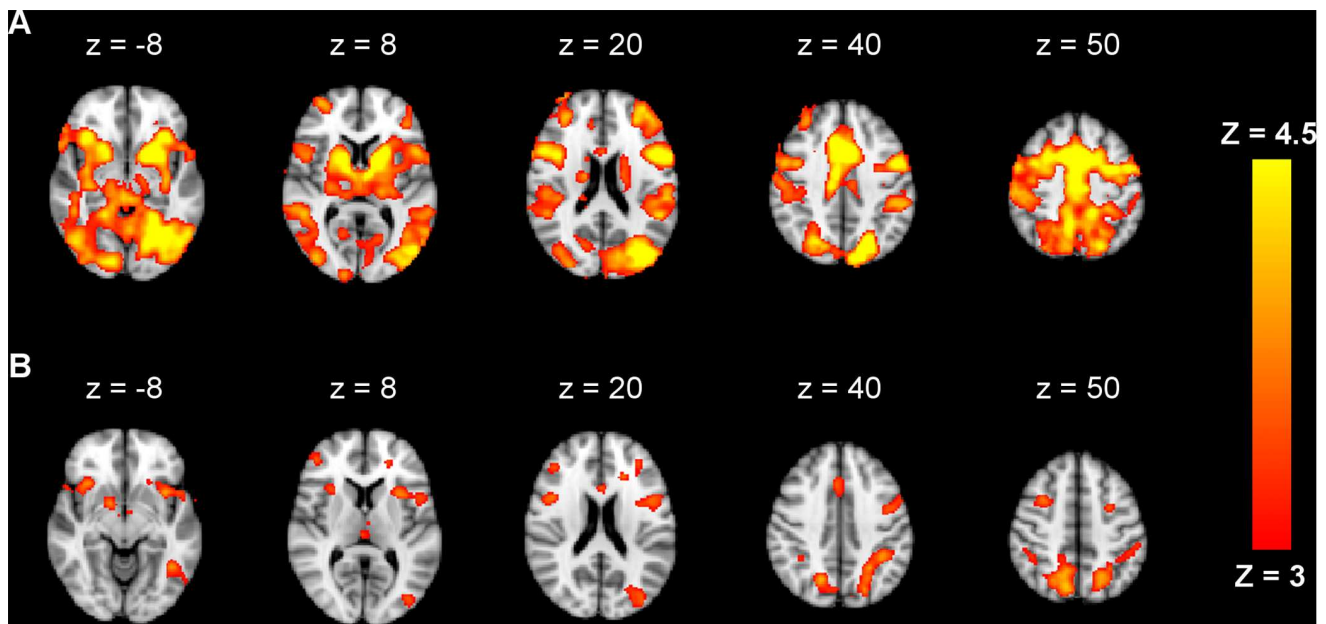 A
z = -8 z = 8 z = 20 z = 40 z = 50
Z = 4.5
B
z = -8 z = 8 z = 20 z = 40 z = 50
Z = 3